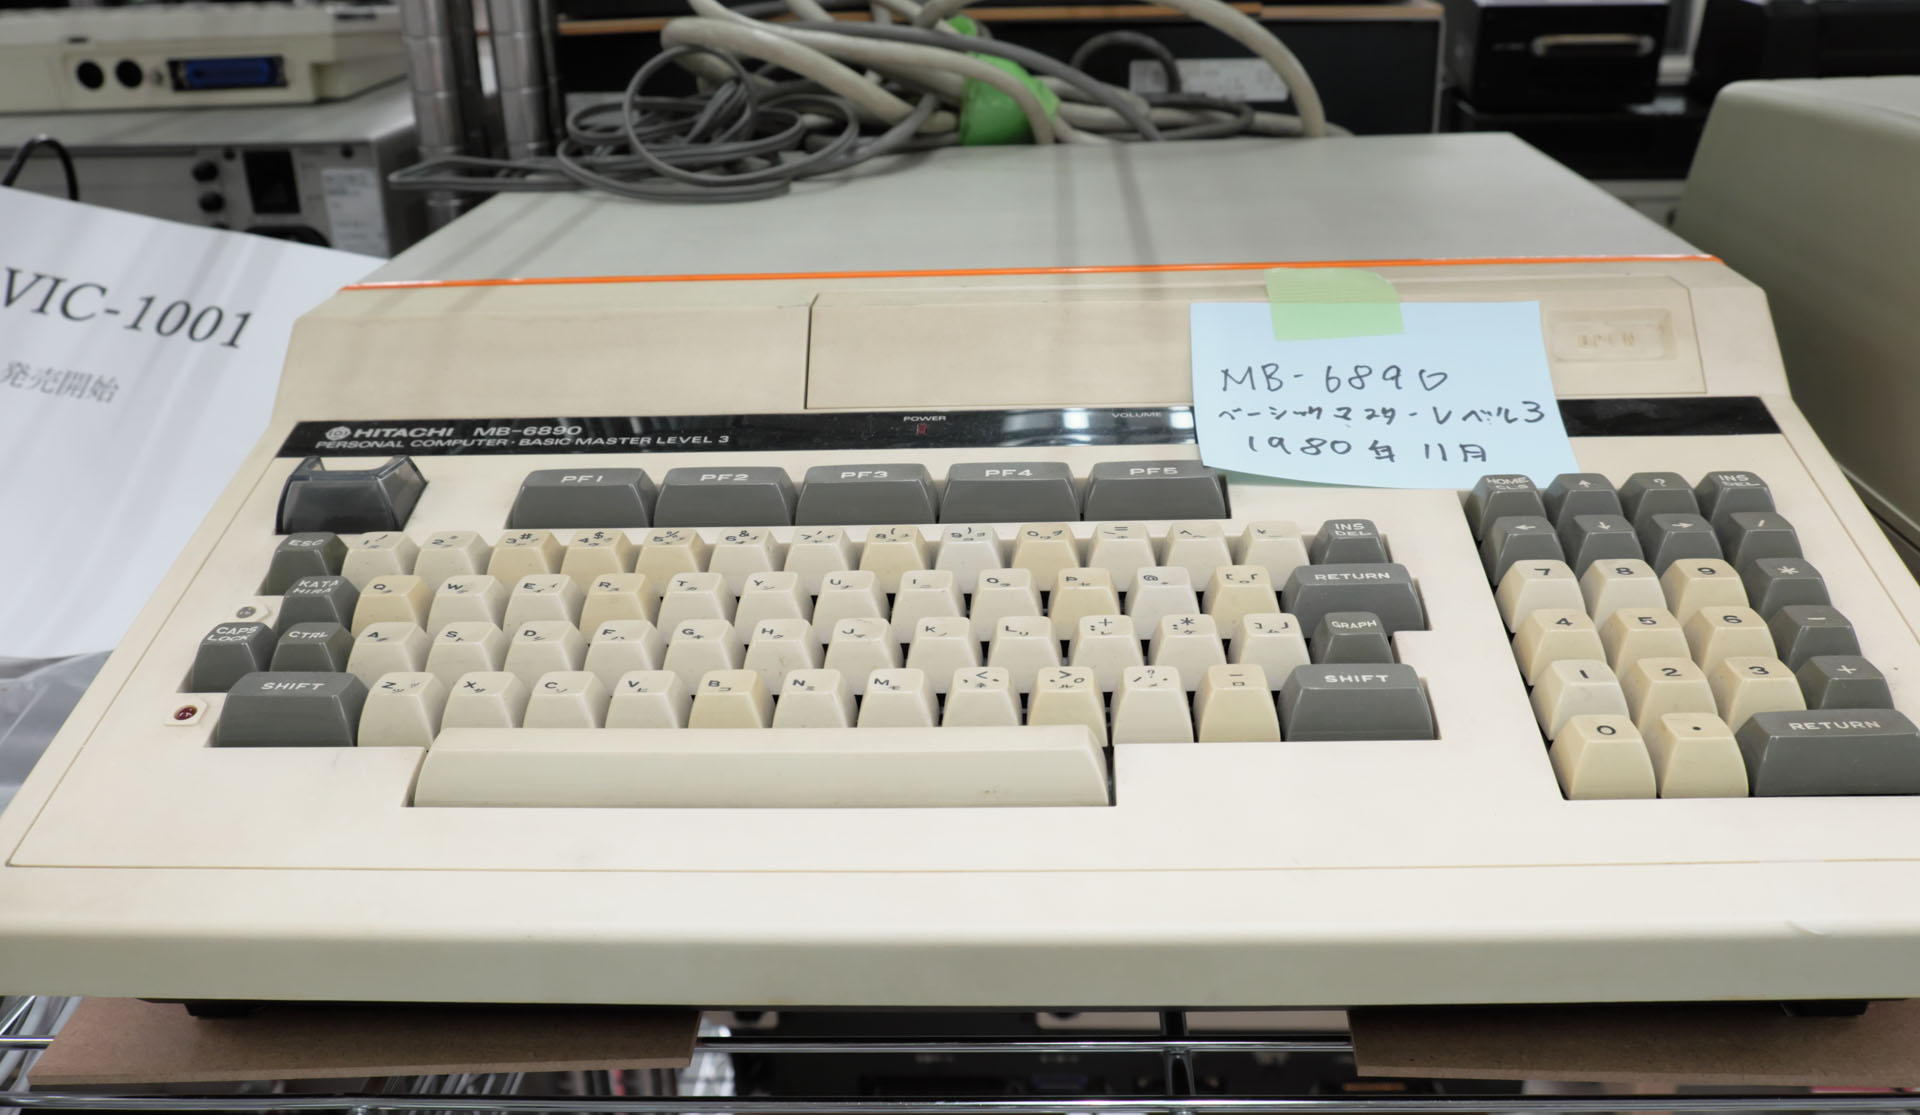 VIC-1001
発売開始
MB-6890
ベーシックマスターレベル3
1980年11月
POWER
VOLUME
HITACHI MB-6890
PERSONAL COMPUTER・BASIC MASTER LEVEL 3
PF1 PF2 PF3 PF4 PF5
HOME CLS ↑ ? INS DEL
← ↓ → /
7 8 9 *
4 5 6 -
1 2 3 +
0 . RETURN
ESC
INS DEL
KATA HIRA Q W E R T Y U I O P @ [
RETURN
CAPS LOCK CTRL A S D F G H J K L
GRAPH
SHIFT Z X C V B N M
SHIFT